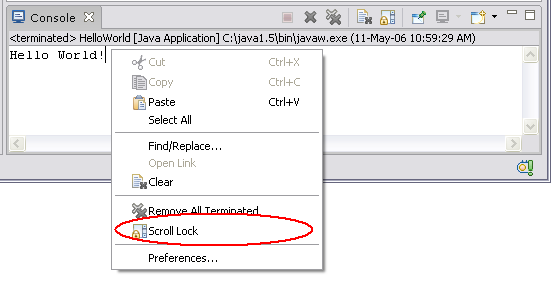 Console
<terminated> HelloWorld [Java Application] C:\java1.5\bin\javaw.exe (11-May-06 10:59:29 AM)
Hello World!
Cut Ctrl+X
Copy Ctrl+C
Paste Ctrl+V
Select All
Find/Replace...
Open Link
Clear
Remove All Terminated
Scroll Lock
Preferences...